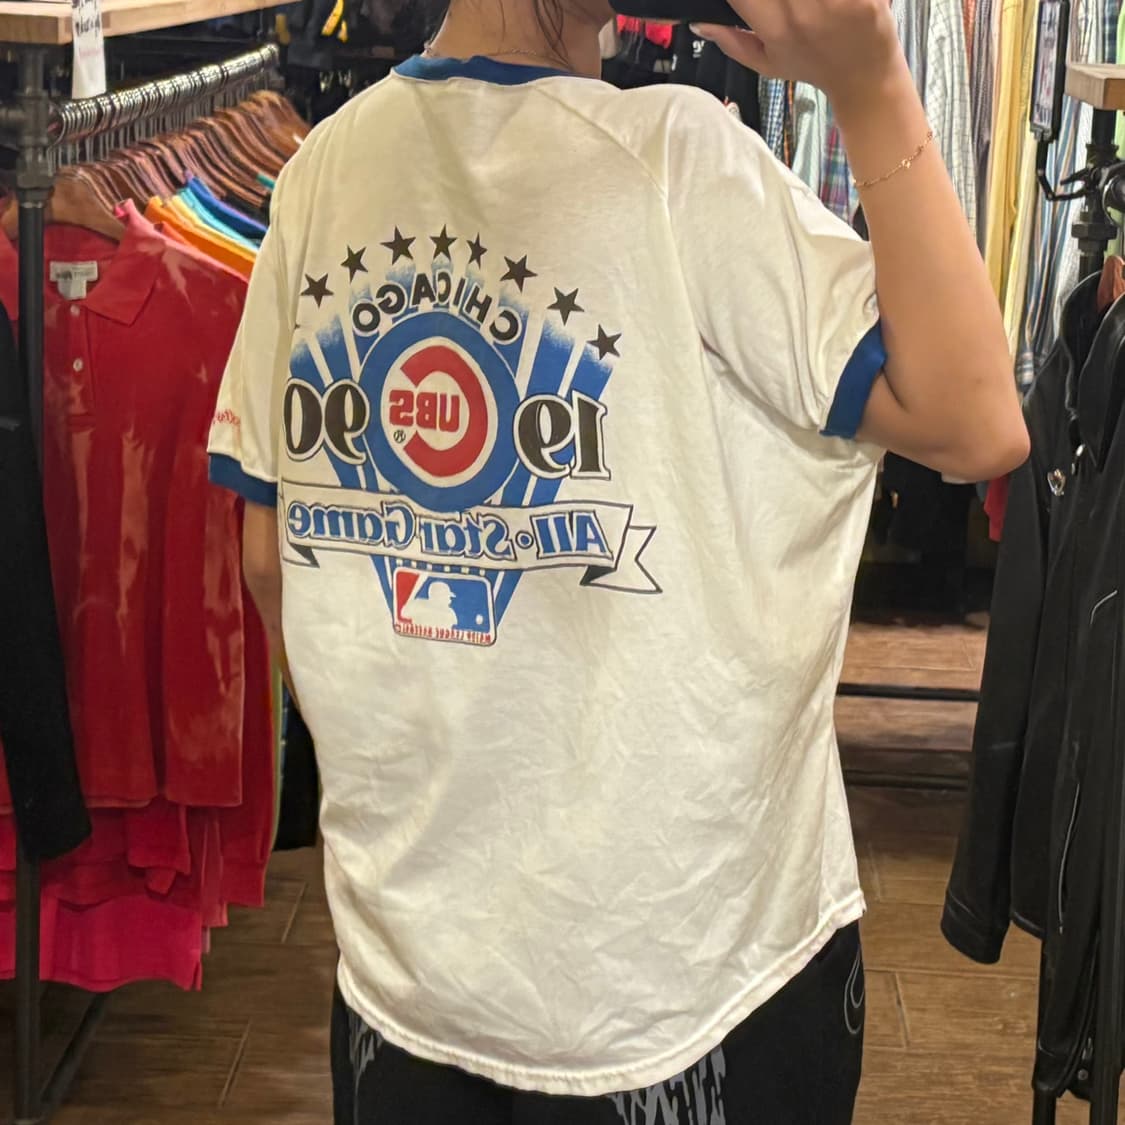 CHICAGO
19 CUBS® 90
All·Star Game
MAJOR LEAGUE BASEBALL